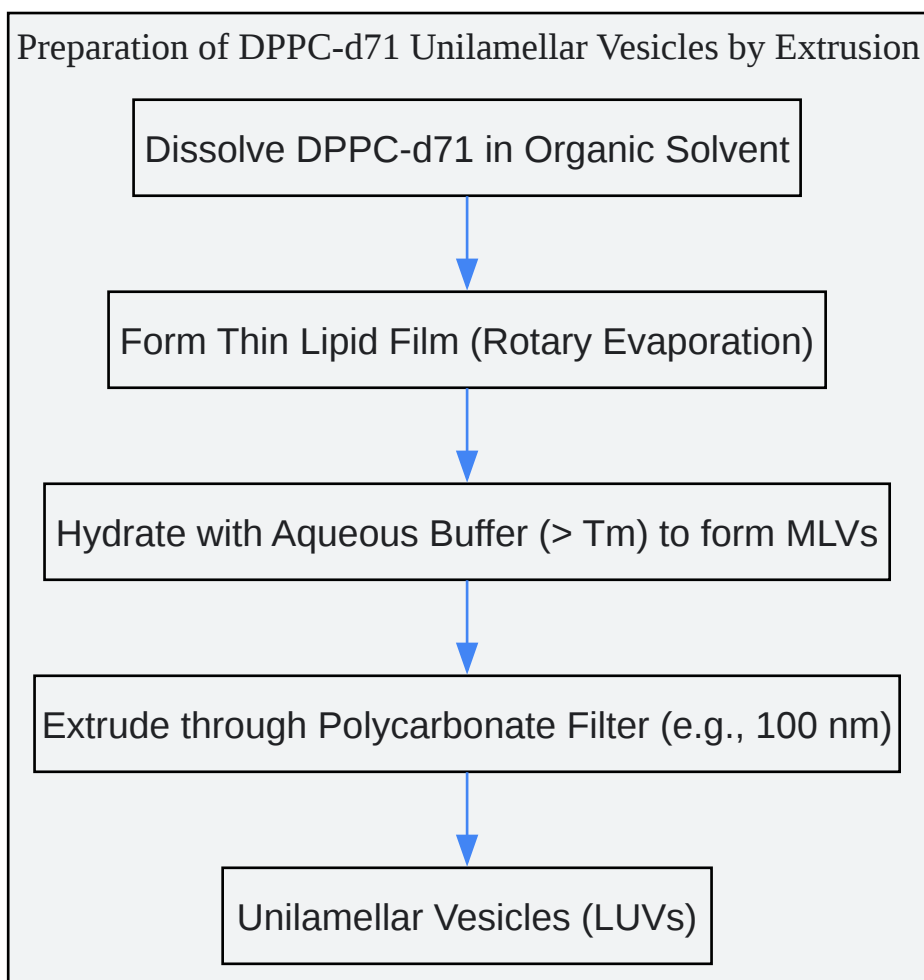 Preparation of DPPC-d71 Unilamellar Vesicles by Extrusion
Dissolve DPPC-d71 in Organic Solvent
Form Thin Lipid Film (Rotary Evaporation)
Hydrate with Aqueous Buffer (> Tm) to form MLVs
Extrude through Polycarbonate Filter (e.g., 100 nm)
Unilamellar Vesicles (LUVs)